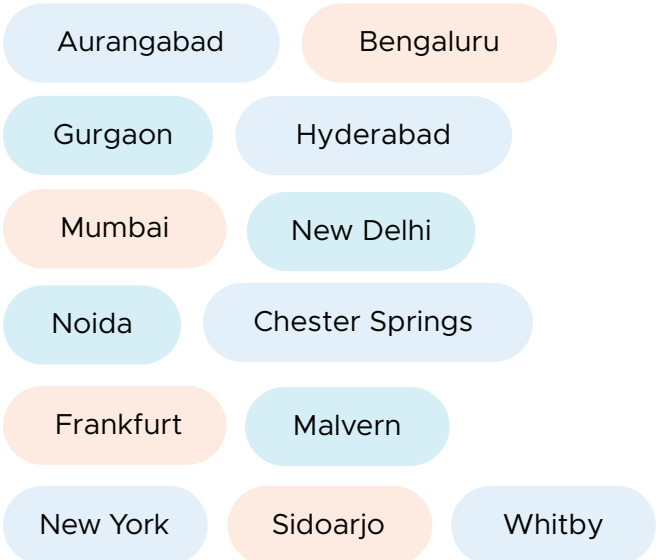 Aurangabad Bengaluru
Gurgaon Hyderabad
Mumbai New Delhi
Noida Chester Springs
Frankfurt Malvern
New York Sidoarjo Whitby